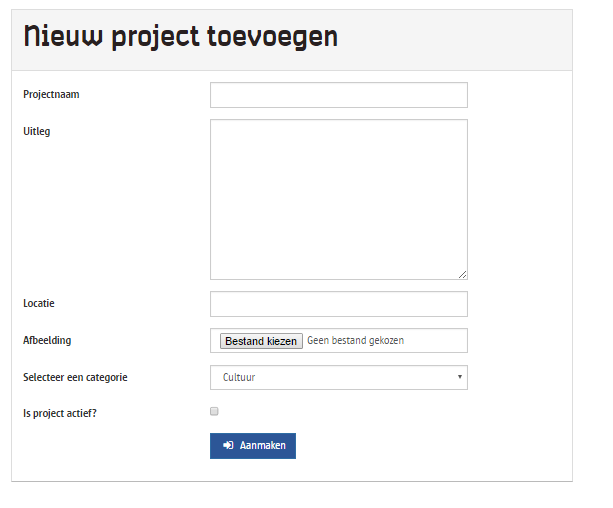 Nieuw project toevoegen
Projectnaam
Uitleg
Locatie
Afbeelding Bestand kiezen Geen bestand gekozen
Selecteer een categorie Cultuur
Is project actief?
Aanmaken